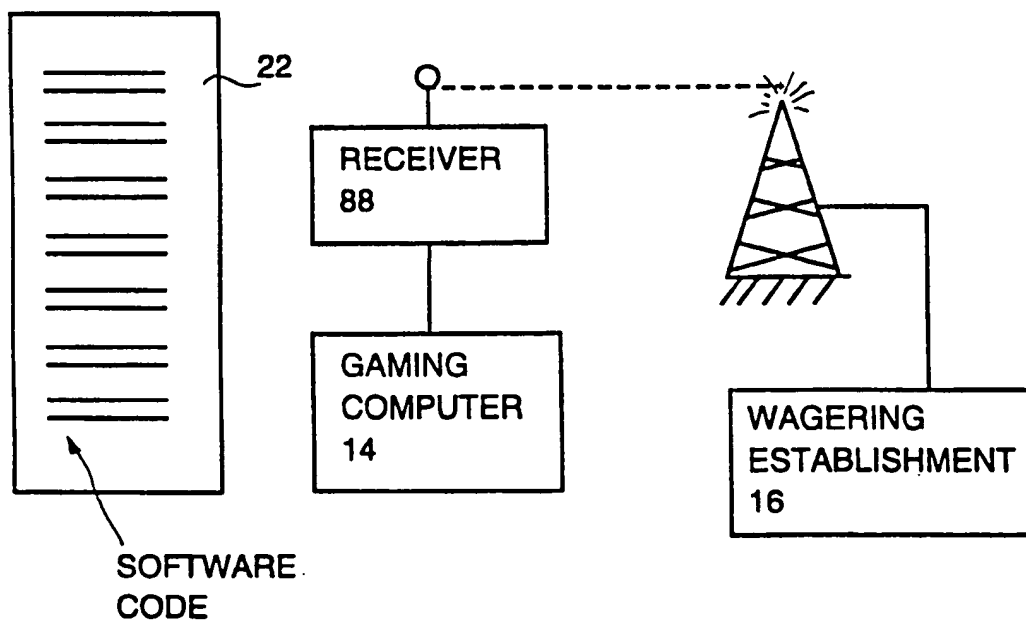 22
RECEIVER
88
GAMING
COMPUTER
14
WAGERING
ESTABLISHMENT
16
SOFTWARE
CODE